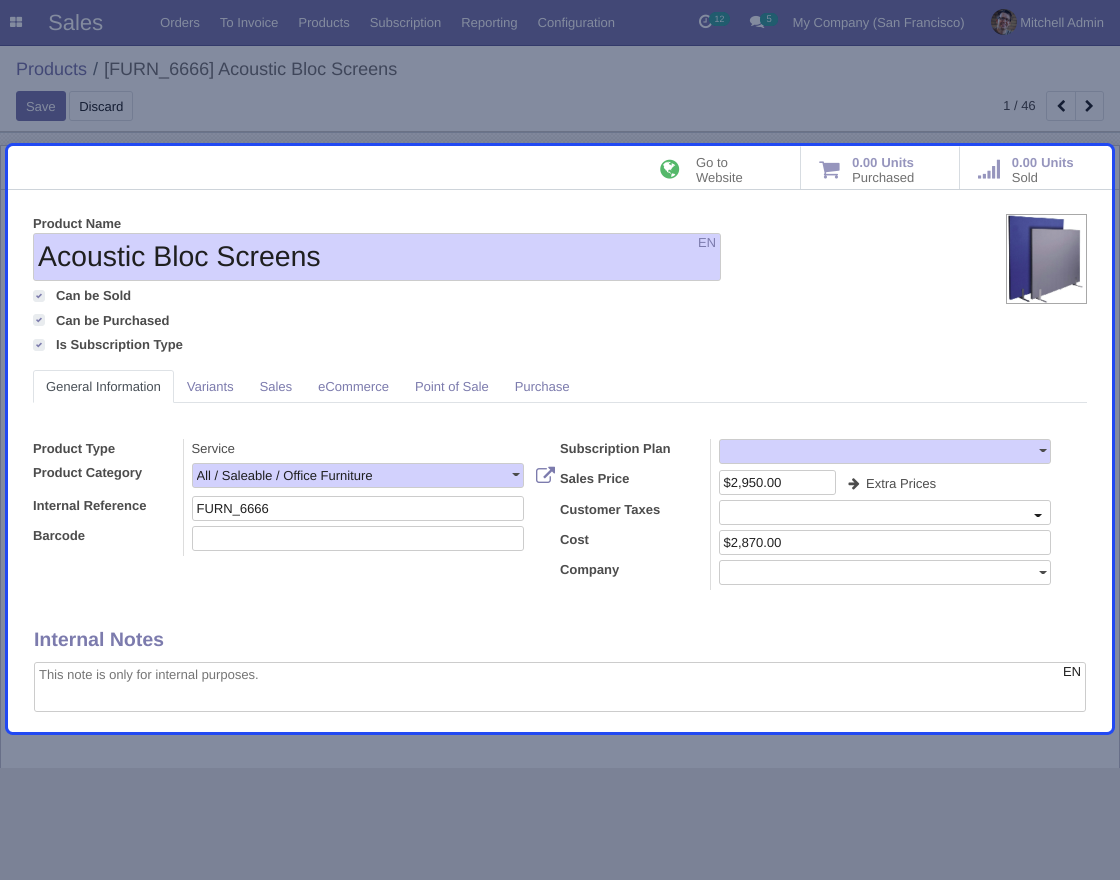 Sales Orders To Invoice Products Subscription Reporting Configuration 12 5 My Company (San Francisco) Mitchell Admin
Products / [FURN_6666] Acoustic Bloc Screens
Save Discard 1 / 46
Go to Website 0.00 Units Purchased 0.00 Units Sold
Product Name
Acoustic Bloc Screens EN
Can be Sold
Can be Purchased
Is Subscription Type
General Information Variants Sales eCommerce Point of Sale Purchase
Product Type Service
Product Category All / Saleable / Office Furniture
Internal Reference FURN_6666
Barcode
Subscription Plan
Sales Price $2,950.00 Extra Prices
Customer Taxes
Cost $2,870.00
Company
Internal Notes
This note is only for internal purposes. EN